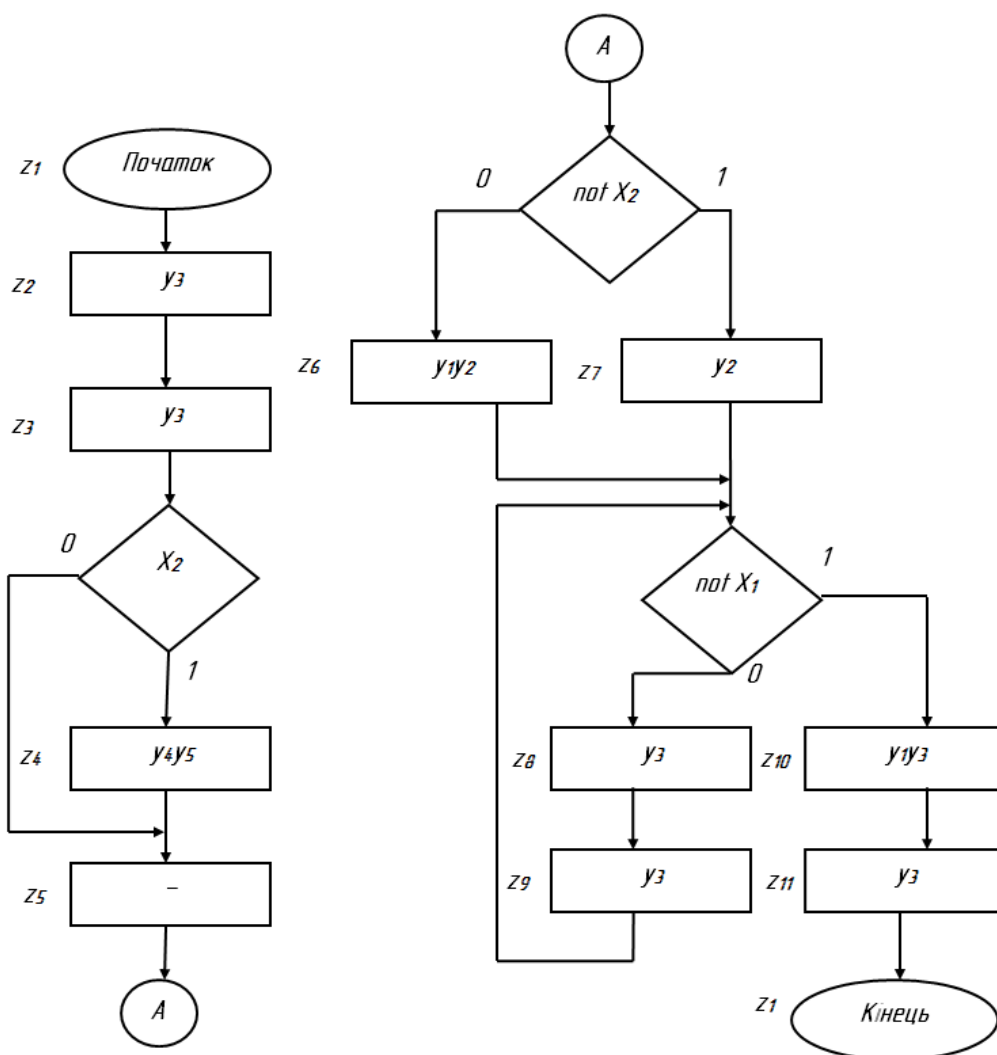 z1 Початок
z2 y3
z3 y3
0 X2
1
z4 y4y5
z5 –
A
A
0 not X2 1
z6 y1y2 z7 y2
not X1 1
0
z8 y3 z10 y1y3
z9 y3 z11 y3
z1 Кінець